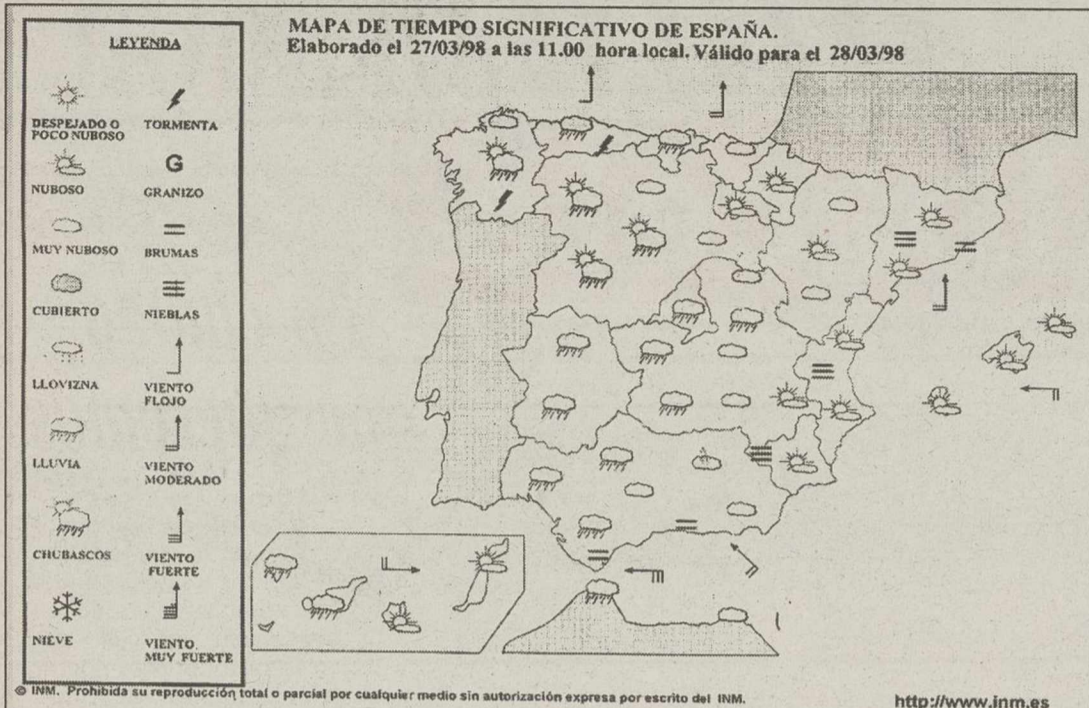 MAPA DE TIEMPO SIGNIFICATIVO DE ESPAÑA.
Elaborado el 27/03/98 a las 11.00 hora local. Válido para el 28/03/98
LEYENDA
DESPEJADO O
POCO NUBOSO
TORMENTA
NUBOSO
G
GRANIZO
MUY NUBOSO
BRUMAS
CUBIERTO
NIEBLAS
LLOVIZNA
VIENTO
FLOJO
LLUVIA
VIENTO
MODERADO
CHUBASCOS
VIENTO
FUERTE
NIEVE
VIENTO
MUY FUERTE
© INM. Prohibida su reproducción total o parcial por cualquier medio sin autorización expresa por escrito del INM.
http://www.inm.es